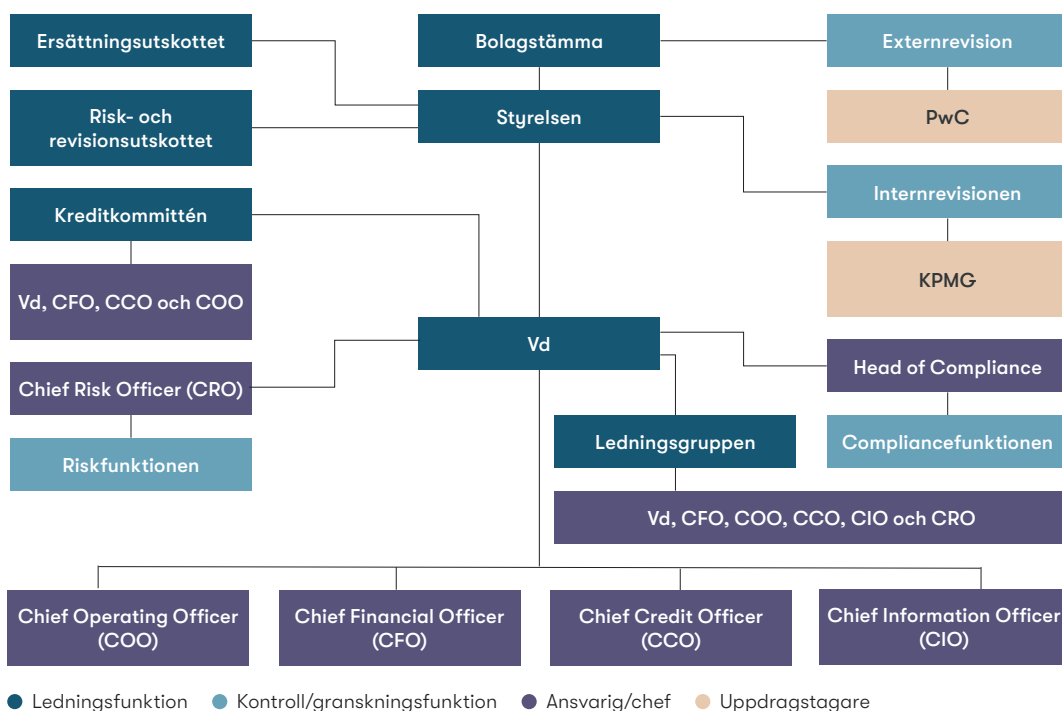 Ersättningsutskottet
Bolagstämma
Externrevision
Risk- och
revisionsutskottet
Styrelsen
PwC
Kreditkommittén
Internrevisionen
Vd, CFO, CCO och COO
KPMG
Vd
Chief Risk Officer (CRO)
Head of Compliance
Riskfunktionen
Ledningsgruppen
Compliancefunktionen
Vd, CFO, COO, CCO, CIO och CRO
Chief Operating Officer
(COO)
Chief Financial Officer
(CFO)
Chief Credit Officer
(CCO)
Chief Information Officer
(CIO)
Ledningsfunktion
Kontroll/granskningsfunktion
Ansvarig/chef
Uppdragstagare